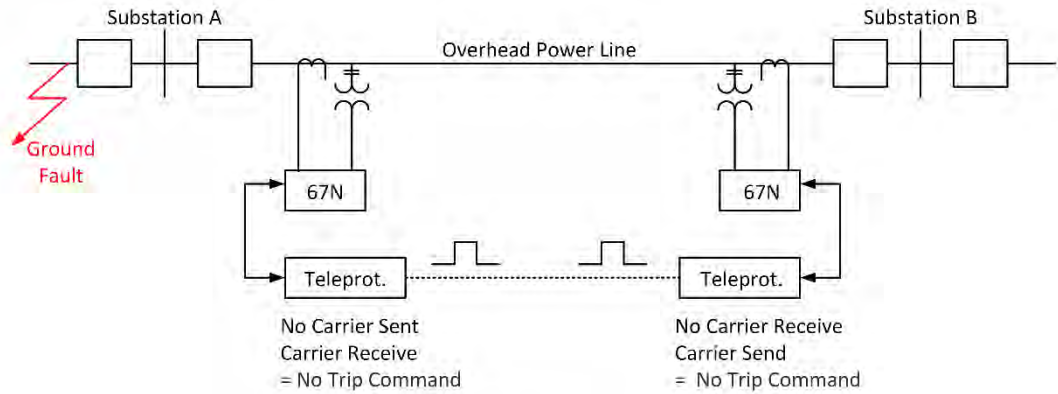 Substation A
Substation B
Overhead Power Line
Ground
Fault
67N
67N
Teleprot.
Teleprot.
No Carrier Sent
Carrier Receive
= No Trip Command
No Carrier Receive
Carrier Send
= No Trip Command